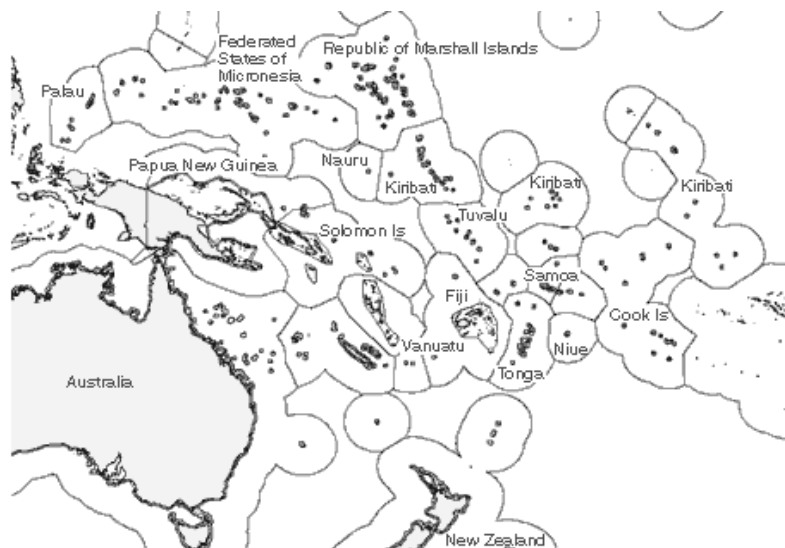 Federated
States of
Micronesia
Republic of Marshall Islands
Palau
Papua New Guinea
Nauru
Kiribati
Kiribati
Kiribati
Tuvalu
Solomon Is
Samoa
Fiji
Cook Is
Vanuatu
Niue
Tonga
Australia
New Zealand